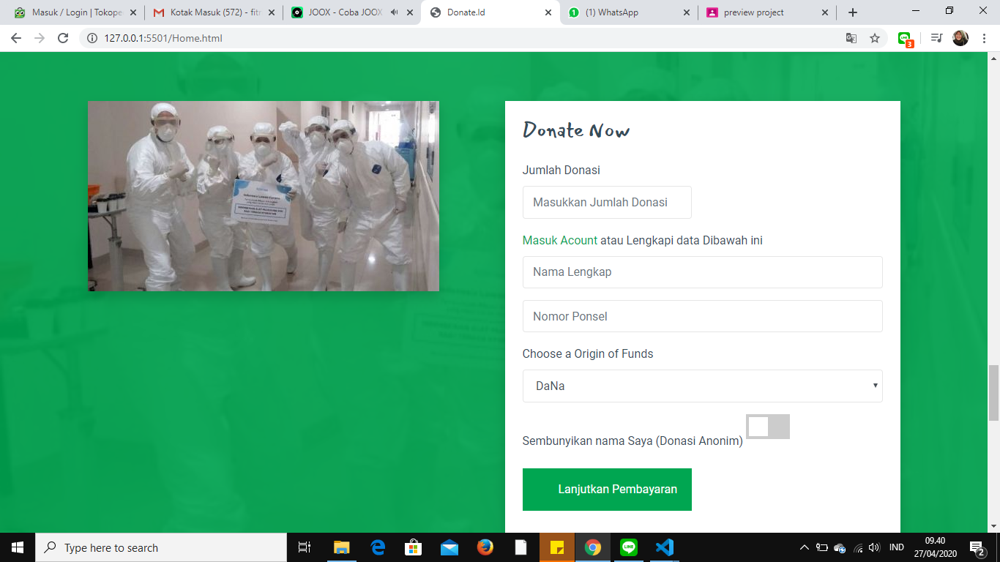 Masuk / Login | Tokope
Kotak Masuk (572) - fitr
JOOX - Coba JOOX
Donate.Id
(1) WhatsApp
preview project
127.0.0.1:5501/Home.html
3
Donate Now
Jumlah Donasi
Masukkan Jumlah Donasi
Masuk Acount atau Lengkapi data Dibawah ini
Nama Lengkap
Nomor Ponsel
Choose a Origin of Funds
DaNa
Sembunyikan nama Saya (Donasi Anonim)
Lanjutkan Pembayaran
Type here to search
IND
09.40
27/04/2020
2